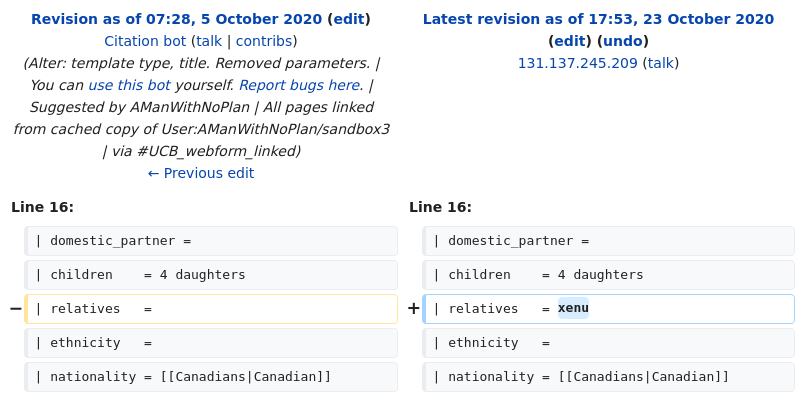 Revision as of 07:28, 5 October 2020 (edit)
Citation bot (talk | contribs)
(Alter: template type, title. Removed parameters. |
You can use this bot yourself. Report bugs here. |
Suggested by AManWithNoPlan | All pages linked
from cached copy of User:AManWithNoPlan/sandbox3
| via #UCB_webform_linked)
← Previous edit
Latest revision as of 17:53, 23 October 2020
(edit) (undo)
131.137.245.209 (talk)
Line 16:
Line 16:
| domestic_partner =
| domestic_partner =
| children    = 4 daughters
| children    = 4 daughters
− | relatives   =
+ | relatives   = xenu
| ethnicity   =
| ethnicity   =
| nationality = [[Canadians|Canadian]]
| nationality = [[Canadians|Canadian]]